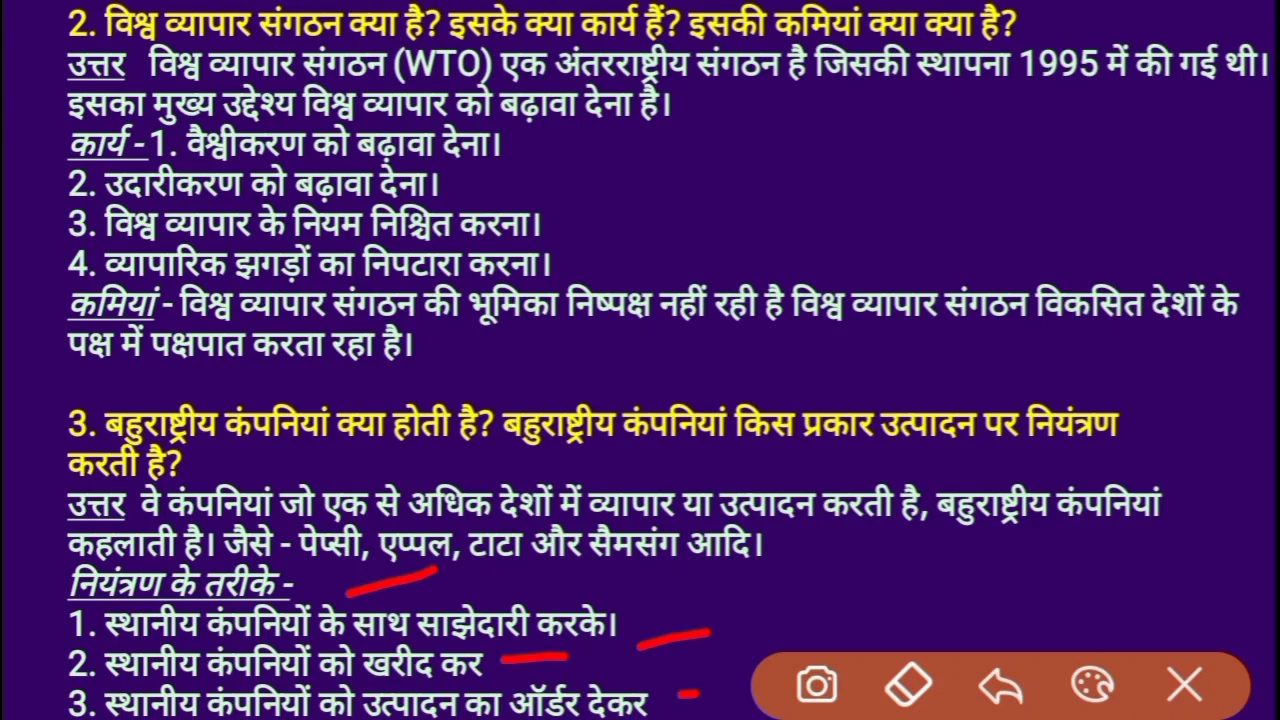 2. विश्व व्यापार संगठन क्या है? इसके क्या कार्य हैं? इसकी कमियां क्या क्या है?
उत्तर विश्व व्यापार संगठन (WTO) एक अंतरराष्ट्रीय संगठन है जिसकी स्थापना 1995 में की गई थी।
इसका मुख्य उद्देश्य विश्व व्यापार को बढ़ावा देना है।
कार्य -1. वैश्वीकरण को बढ़ावा देना।
2. उदारीकरण को बढ़ावा देना।
3. विश्व व्यापार के नियम निश्चित करना।
4. व्यापारिक झगड़ों का निपटारा करना।
कमियां - विश्व व्यापार संगठन की भूमिका निष्पक्ष नहीं रही है विश्व व्यापार संगठन विकसित देशों के
पक्ष में पक्षपात करता रहा है।
3. बहुराष्ट्रीय कंपनियां क्या होती है? बहुराष्ट्रीय कंपनियां किस प्रकार उत्पादन पर नियंत्रण
करती है?
उत्तर वे कंपनियां जो एक से अधिक देशों में व्यापार या उत्पादन करती है, बहुराष्ट्रीय कंपनियां
कहलाती है। जैसे - पेप्सी, एप्पल, टाटा और सैमसंग आदि।
नियंत्रण के तरीके -
1. स्थानीय कंपनियों के साथ साझेदारी करके।
2. स्थानीय कंपनियों को खरीद कर
3. स्थानीय कंपनियों को उत्पादन का ऑर्डर देकर